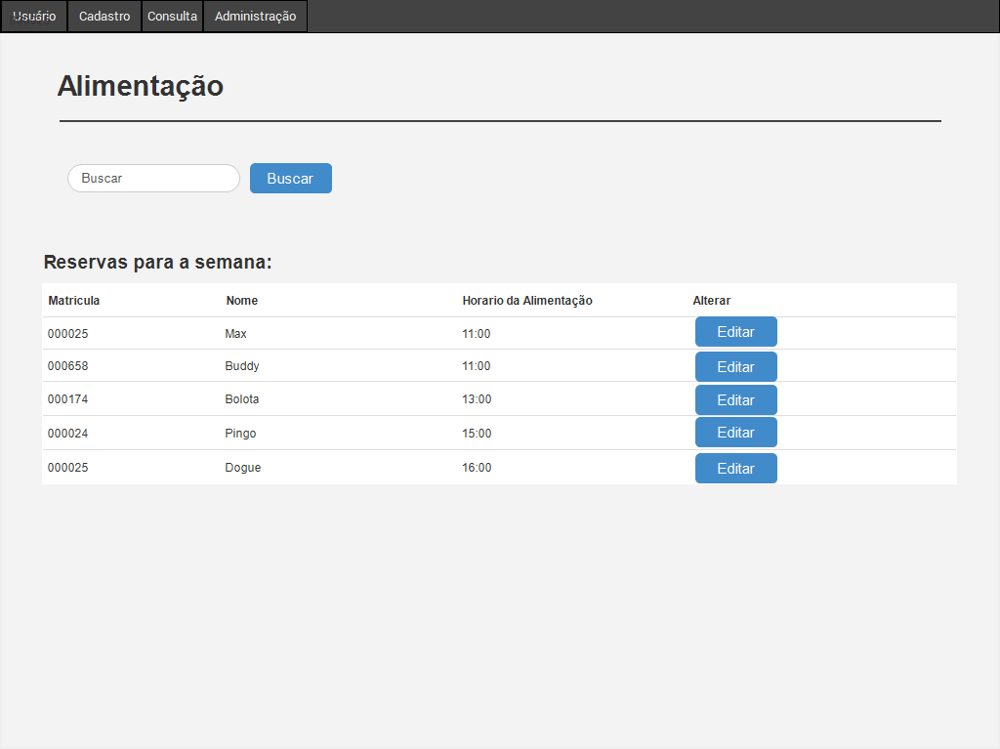 Usuário Cadastro Consulta Administração
Alimentação
Buscar Buscar
Reservas para a semana:
Matricula Nome Horario da Alimentação Alterar
000025 Max 11:00 Editar
000658 Buddy 11:00 Editar
000174 Bolota 13:00 Editar
000024 Pingo 15:00 Editar
000025 Dogue 16:00 Editar